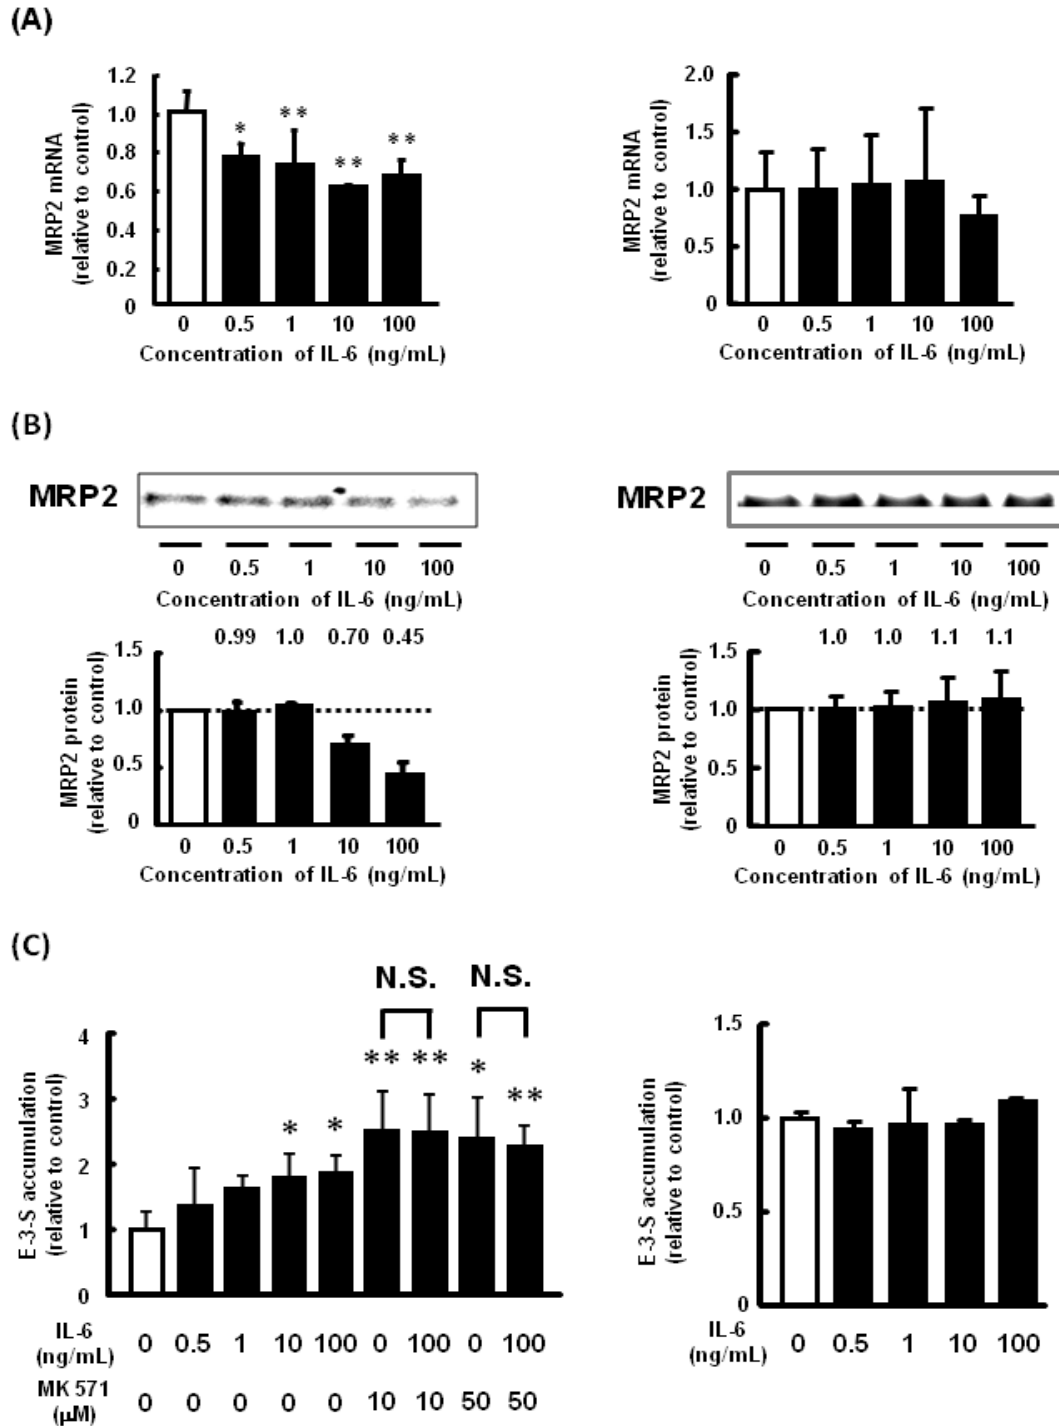 (A)
1.2
1.0
0.8
0.6
0.4
0.2
0
MRP2 mRNA
(relative to control)
*
**
**
**
0 0.5 1 10 100
Concentration of IL-6 (ng/mL)
2.0
1.5
1.0
0.5
0
MRP2 mRNA
(relative to control)
0 0.5 1 10 100
Concentration of IL-6 (ng/mL)
(B)
MRP2
0 0.5 1 10 100
Concentration of IL-6 (ng/mL)
0.99 1.0 0.70 0.45
1.5
1.0
0.5
0
MRP2 protein
(relative to control)
0 0.5 1 10 100
Concentration of IL-6 (ng/mL)
MRP2
0 0.5 1 10 100
Concentration of IL-6 (ng/mL)
1.0 1.0 1.1 1.1
1.5
1.0
0.5
0
MRP2 protein
(relative to control)
0 0.5 1 10 100
Concentration of IL-6 (ng/mL)
(C)
N.S. N.S.
4
3
2
1
0
E-3-S accumulation
(relative to control)
* * ** ** * **
IL-6
(ng/mL)
0 0.5 1 10 100 0 100 0 100
MK 571
(μM)
0 0 0 0 0 10 10 50 50
1.5
1.0
0.5
0
E-3-S accumulation
(relative to control)
IL-6
(ng/mL)
0 0.5 1 10 100